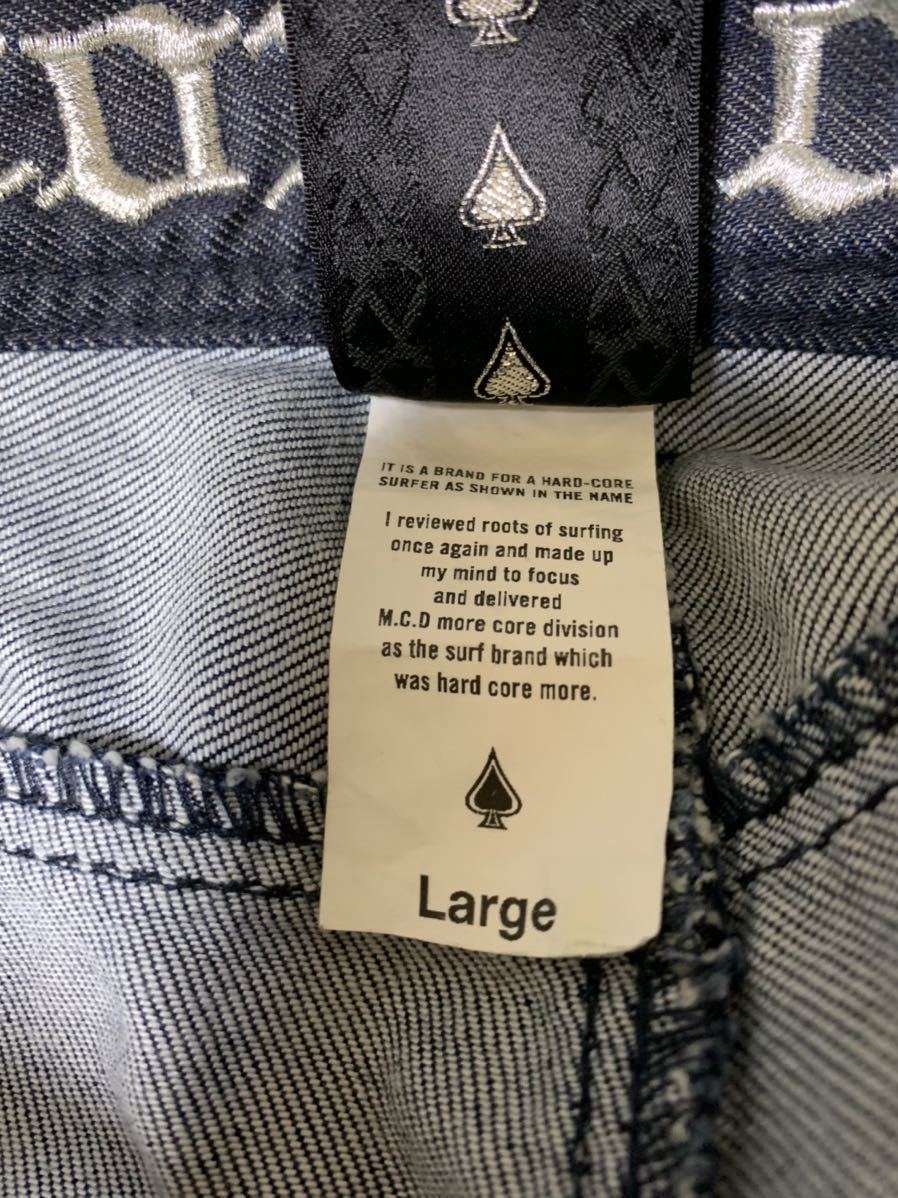 IT IS A BRAND FOR A HARD-CORE
SURFER AS SHOWN IN THE NAME
I reviewed roots of surfing
once again and made up
my mind to focus
and delivered
M.C.D more core division
as the surf brand which
was hard core more.
Large